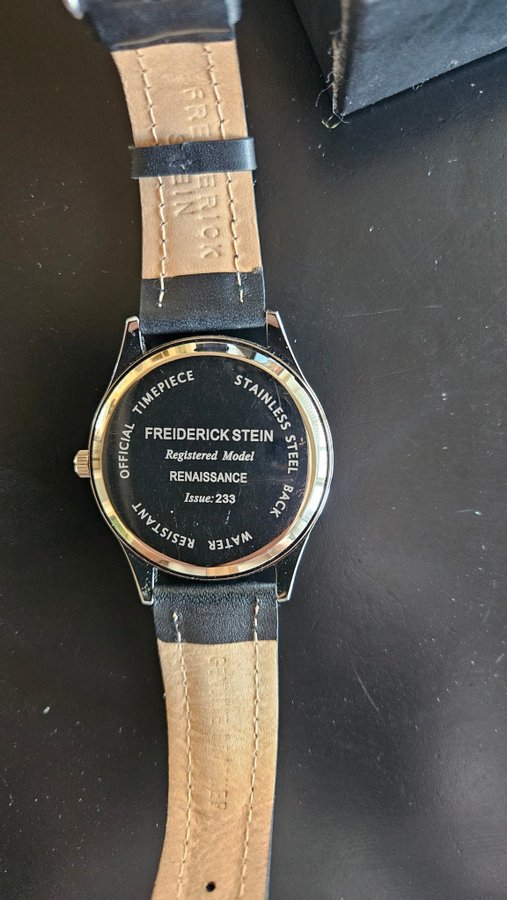 FREDERICK
STEIN
OFFICIAL TIMEPIECE
STAINLESS STEEL BACK
FREIDERICK STEIN
Registered Model
RENAISSANCE
Issue: 233
WATER RESISTANT